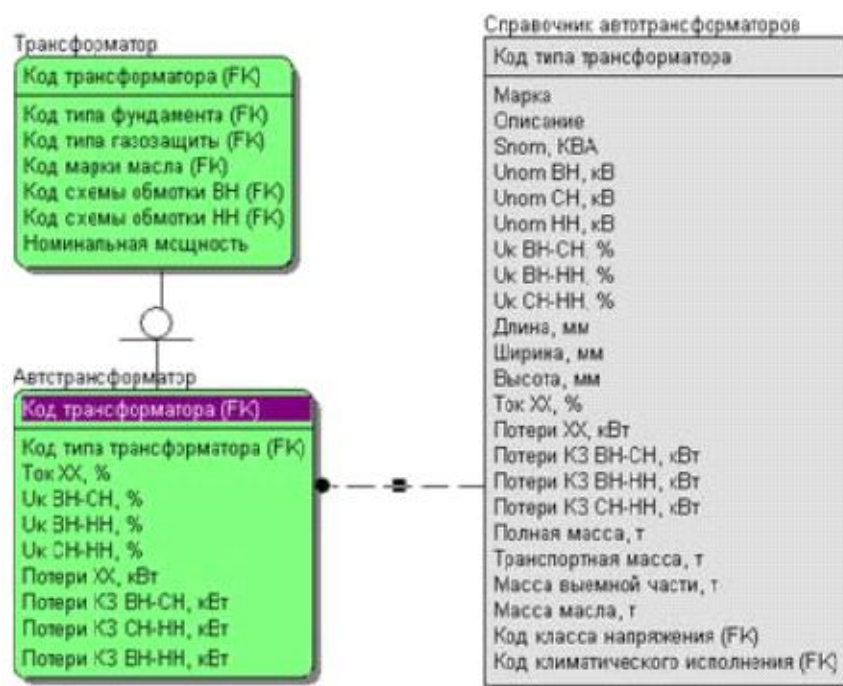 Трансформатор
Код трансформатора (FK)
Код типа фундамента (FK)
Код типа газозащиты (FK)
Код марки масла (FK)
Код схемы обмотки ВН (FK)
Код схемы обмотки НН (FK)
Номинальная мощность
Автотрансформатор
Код трансформатора (FK)
Код типа трансформатора (FK)
Ток ХХ, %
Uк ВН-СН, %
Uк ВН-НН, %
Uк СН-НН, %
Потери ХХ, кВт
Потери КЗ ВН-СН, кВт
Потери КЗ СН-НН, кВт
Потери КЗ ВН-НН, кВт
Справочник автотрансформаторов
Код типа трансформатора
Марка
Описание
Snom, КВА
Unom ВН, кВ
Unom СН, кВ
Unom НН, кВ
Uк ВН-СН, %
Uк ВН-НН, %
Uк СН-НН, %
Длина, мм
Ширина, мм
Высота, мм
Ток ХХ, %
Потери ХХ, кВт
Потери КЗ ВН-СН, кВт
Потери КЗ ВН-НН, кВт
Потери КЗ СН-НН, кВт
Полная масса, т
Транспортная масса, т
Масса выемной части, т
Масса масла, т
Код класса напряжения (FK)
Код климатического исполнения (FK)